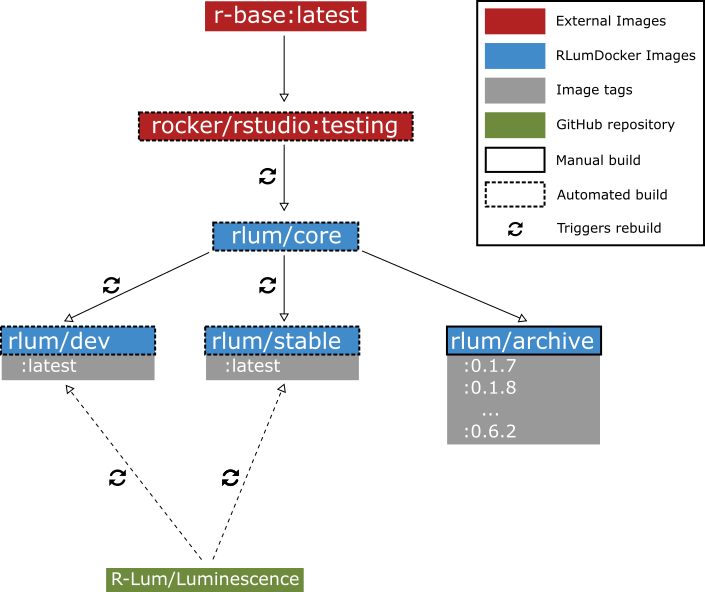 r-base:latest
rocker/rstudio:testing
rlum/core
rlum/dev
:latest
rlum/stable
:latest
rlum/archive
:0.1.7
:0.1.8
...
:0.6.2
R-Lum/Luminescence
External Images
RLumDocker Images
Image tags
GitHub repository
Manual build
Automated build
Triggers rebuild